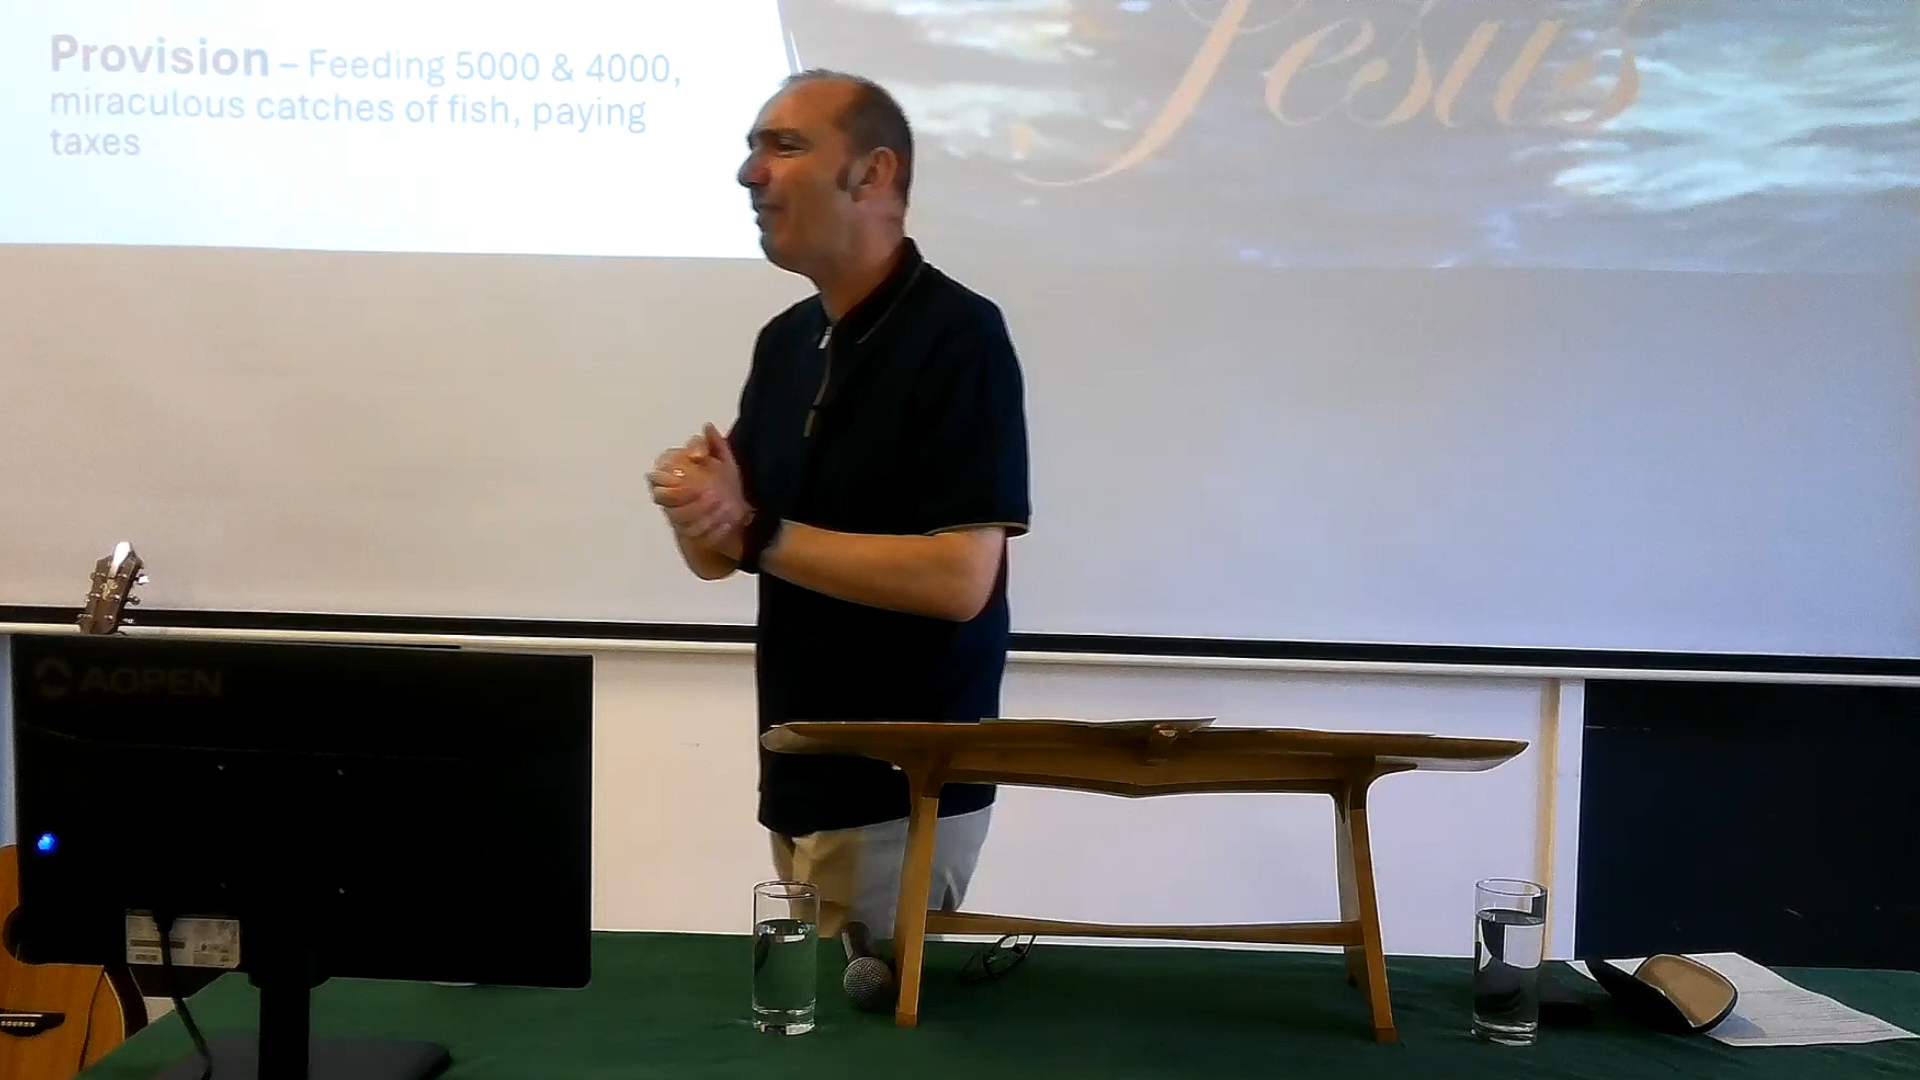 Provision – Feeding 5000 & 4000,
miraculous catches of fish, paying
taxes
Jesus
AOPEN